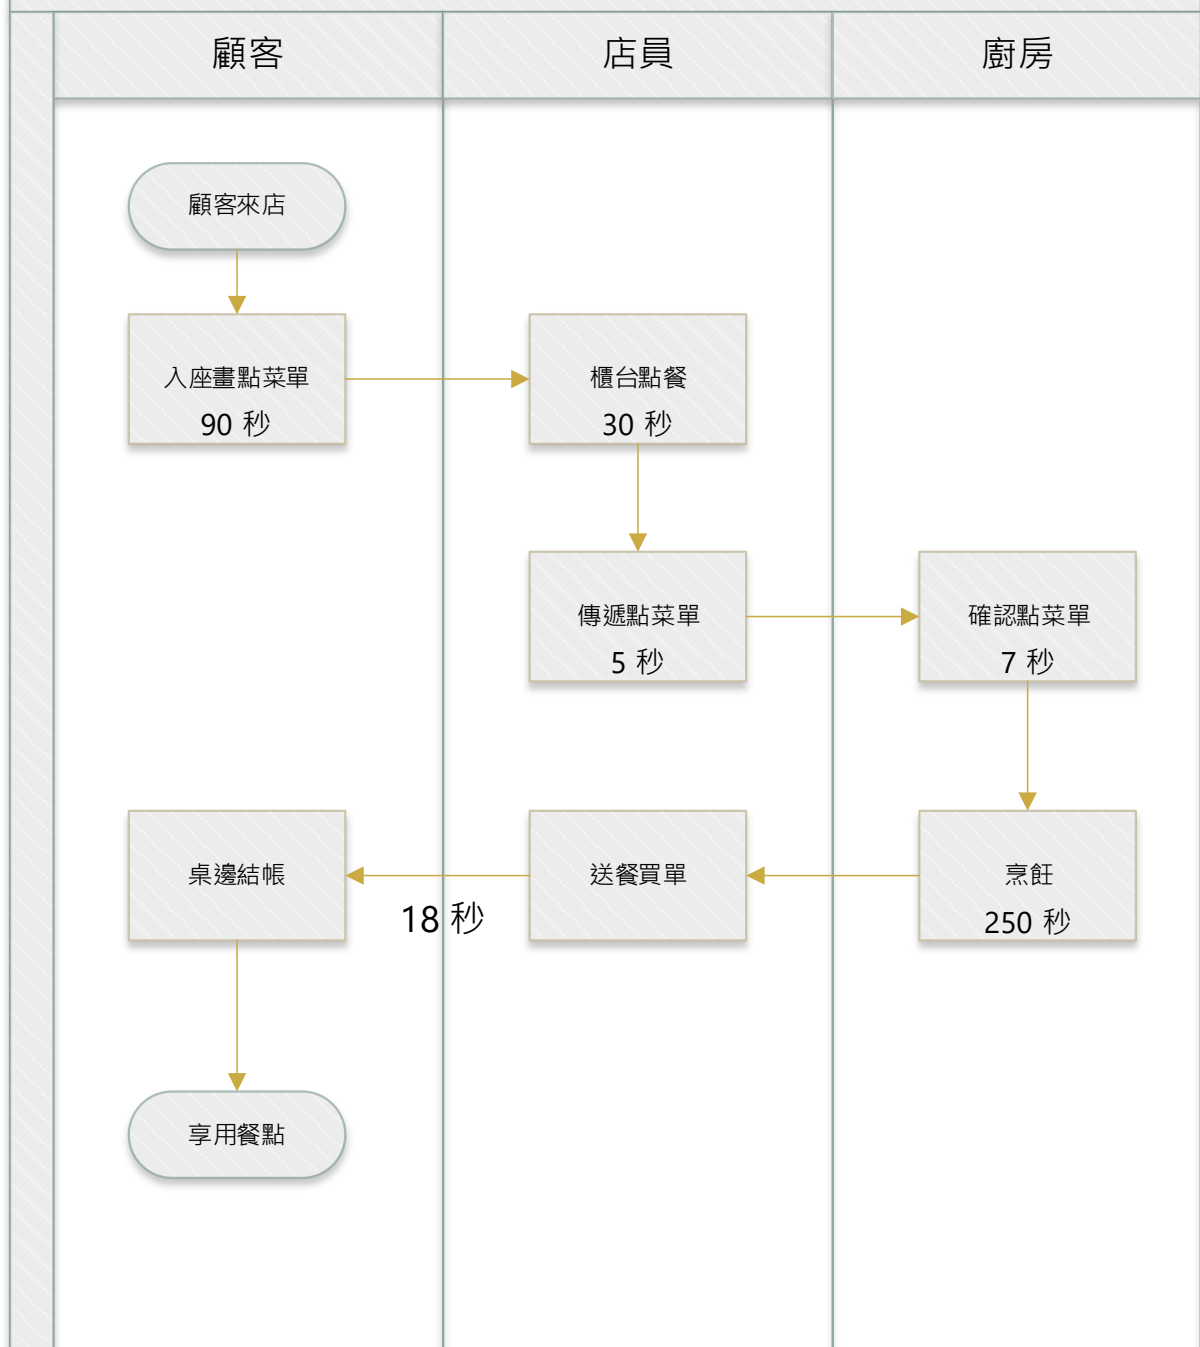 顧客
店員
廚房
顧客來店
入座畫點菜單
90 秒
櫃台點餐
30 秒
傳遞點菜單
5 秒
確認點菜單
7 秒
桌邊結帳
18 秒
送餐買單
烹飪
250 秒
享用餐點